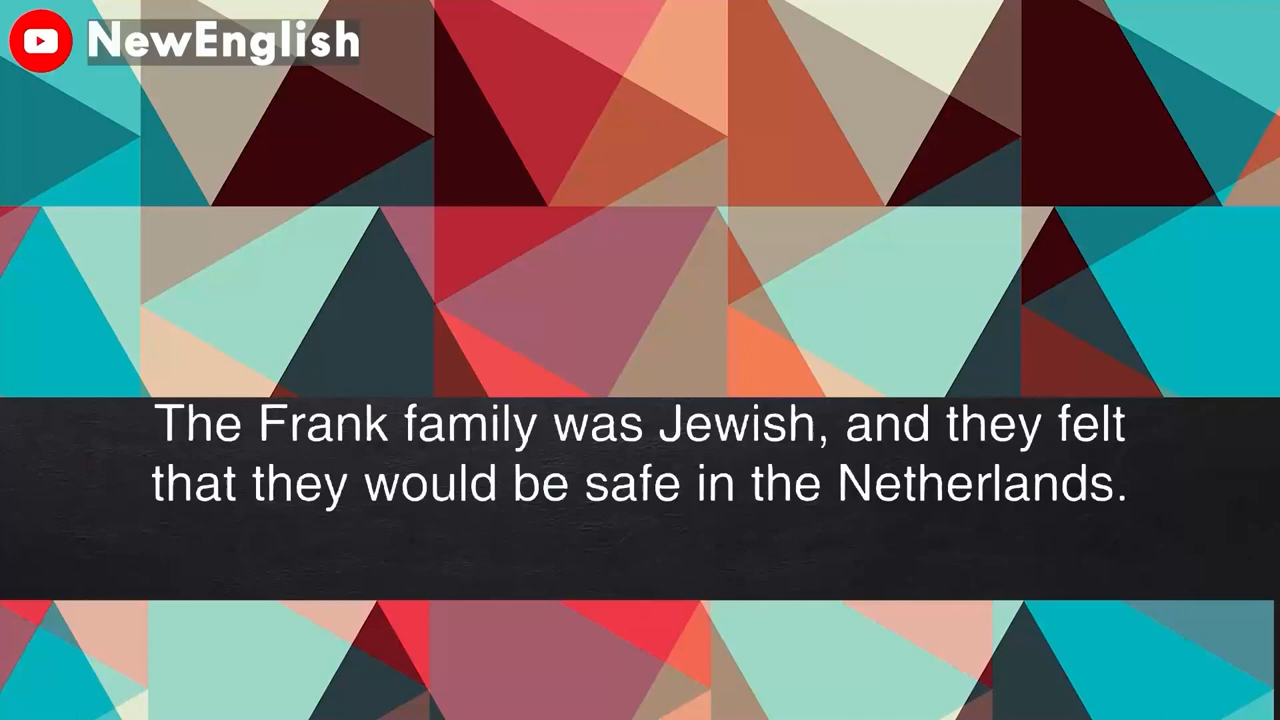 NewEnglish
The Frank family was Jewish, and they felt
that they would be safe in the Netherlands.